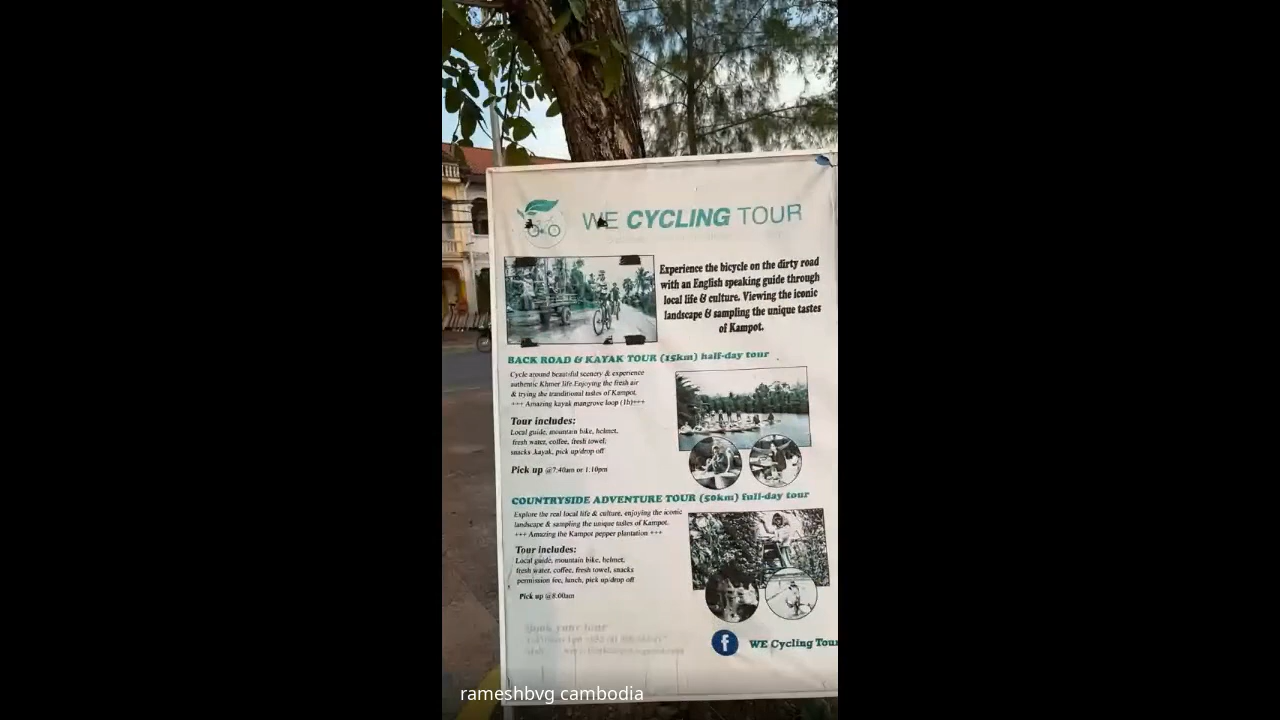 WE CYCLING TOUR
Experience the bicycle on the dirty road
with an English speaking guide through
local life & culture. Viewing the iconic
landscape & sampling the unique tastes
of Kampot.
BACK ROAD & KAYAK TOUR (15km) half-day tour
Cycle around beautiful scenery & experience
authentic Khmer life.Enjoying the fresh air
& trying the tranditional tastes of Kampot.
+++ Amazing kayak mangrove loop (1h)+++
Tour includes:
Local guide, mountain bike, helmet,
fresh water, coffee, fresh towel,
snacks ,kayak, pick up/drop off
Pick up @7:40am or 1:10pm
COUNTRYSIDE ADVENTURE TOUR (50km) full-day tour
Explore the real local life & culture, enjoying the iconic
landscape & sampling the unique tastes of Kampot.
+++ Amazing the Kampot pepper plantation +++
Tour includes:
Local guide, mountain bike, helmet,
fresh water, coffee, fresh towel, snacks
permission fee, lunch, pick up/drop off
Pick up @8:00am
Book your tour
f WE Cycling Tour
rameshbvg cambodia